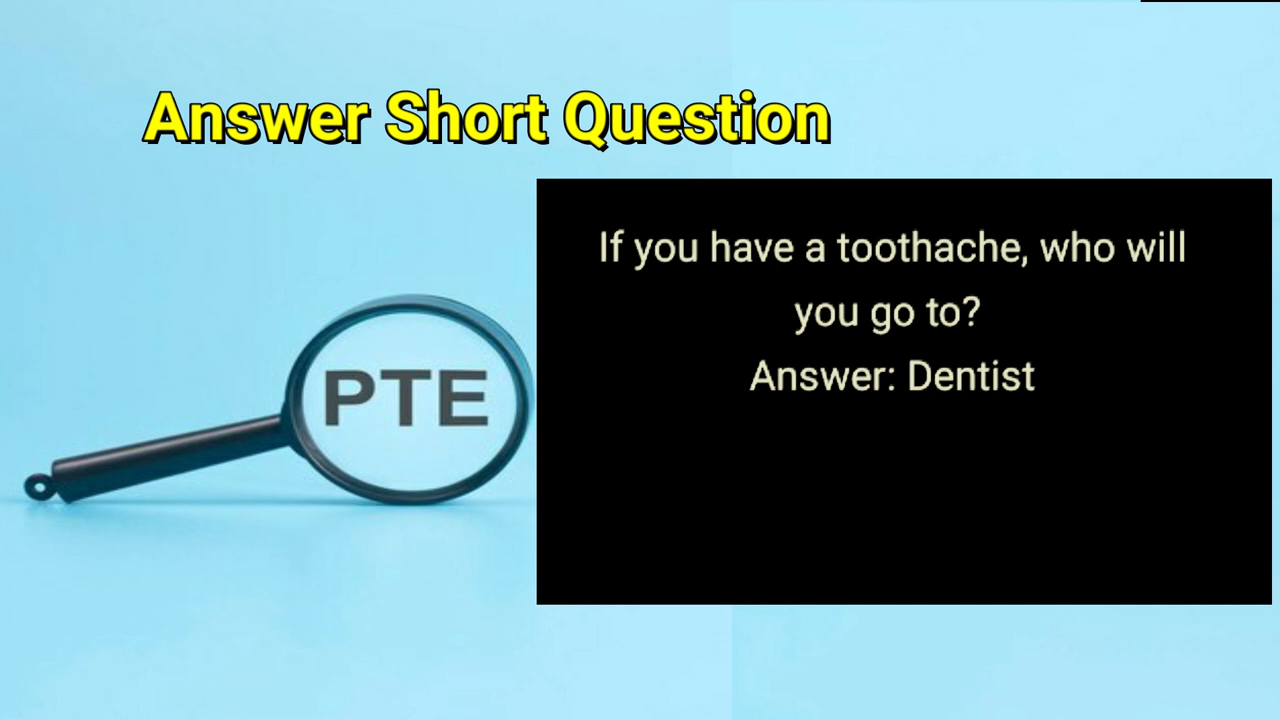 Answer Short Question
If you have a toothache, who will
you go to?
Answer: Dentist
PTE